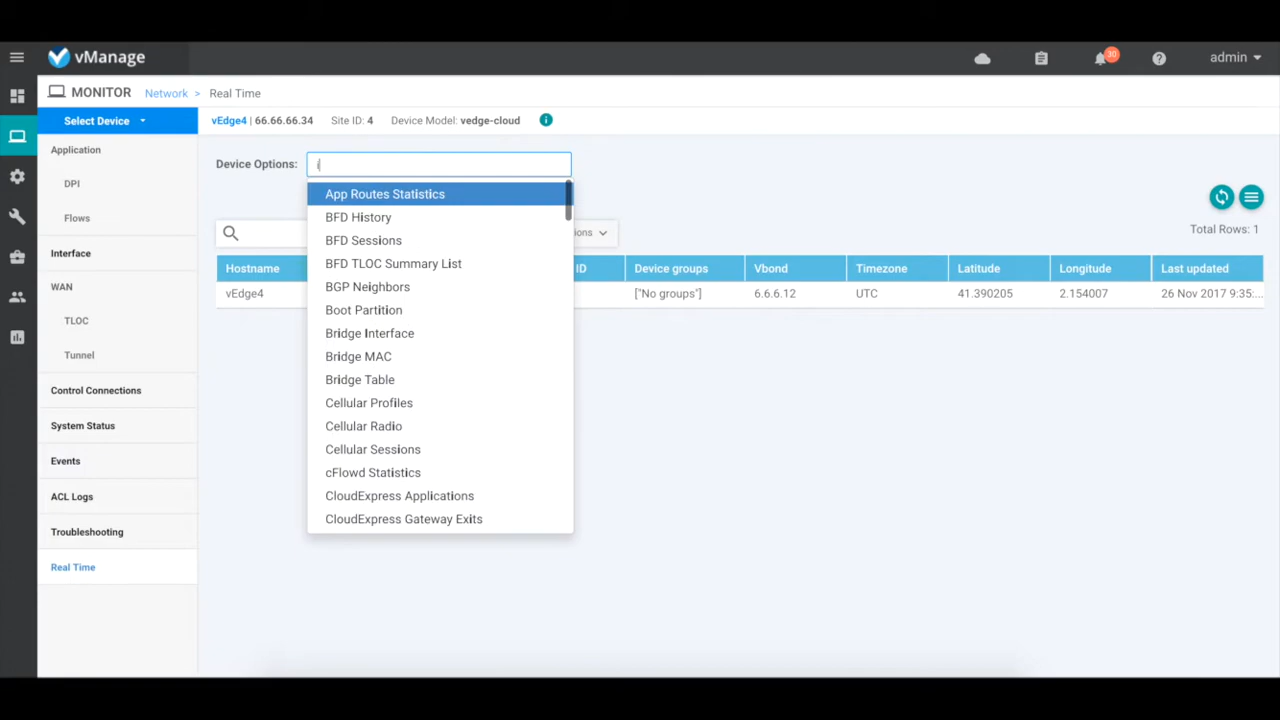 vManage
30
admin
MONITOR Network > Real Time
Select Device
vEdge4 | 66.66.66.34 Site ID: 4 Device Model: vedge-cloud
Application
DPI
Flows
Interface
WAN
TLOC
Tunnel
Control Connections
System Status
Events
ACL Logs
Troubleshooting
Real Time
Device Options: i
App Routes Statistics
BFD History
BFD Sessions
BFD TLOC Summary List
BGP Neighbors
Boot Partition
Bridge Interface
Bridge MAC
Bridge Table
Cellular Profiles
Cellular Radio
Cellular Sessions
cFlowd Statistics
CloudExpress Applications
CloudExpress Gateway Exits
Total Rows: 1
Hostname ID Device groups Vbond Timezone Latitude Longitude Last updated
vEdge4 ["No groups"] 6.6.6.12 UTC 41.390205 2.154007 26 Nov 2017 9:35:...